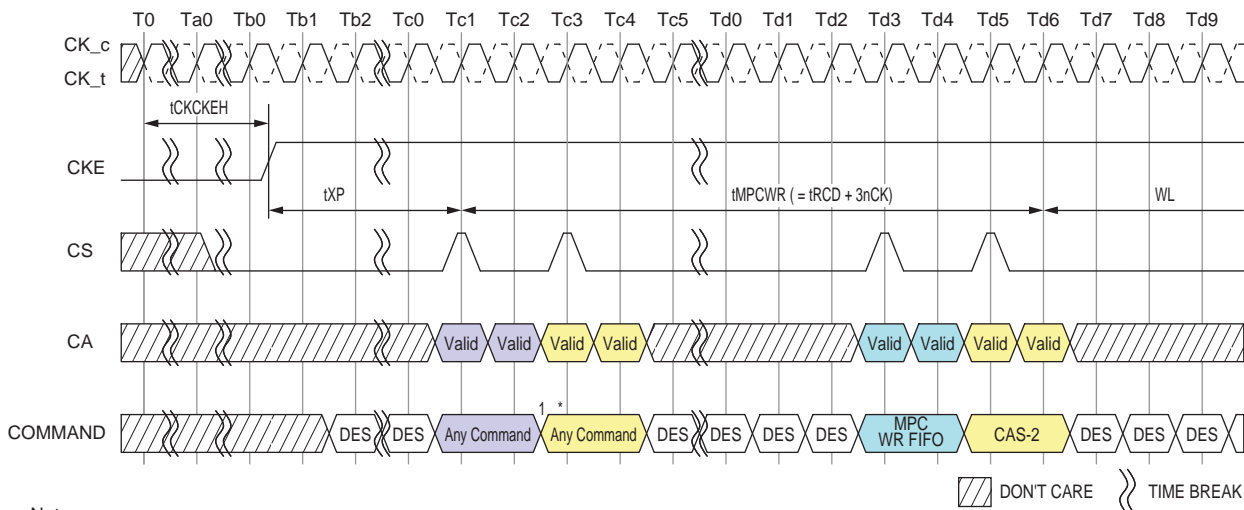 T0 Ta0 Tb0 Tb1 Tb2 Tc0 Tc1 Tc2 Tc3 Tc4 Tc5 Td0 Td1 Td2 Td3 Td4 Td5 Td6 Td7 Td8 Td9
CK_c
CK_t
tCKCKEH
CKE
tXP
tMPCWR ( = tRCD + 3nCK)
WL
CS
CA
Valid Valid Valid Valid Valid Valid Valid Valid
1 *
COMMAND
DES DES Any Command Any Command DES DES DES DES MPC WR FIFO CAS-2 DES DES DES
DON'T CARE
TIME BREAK